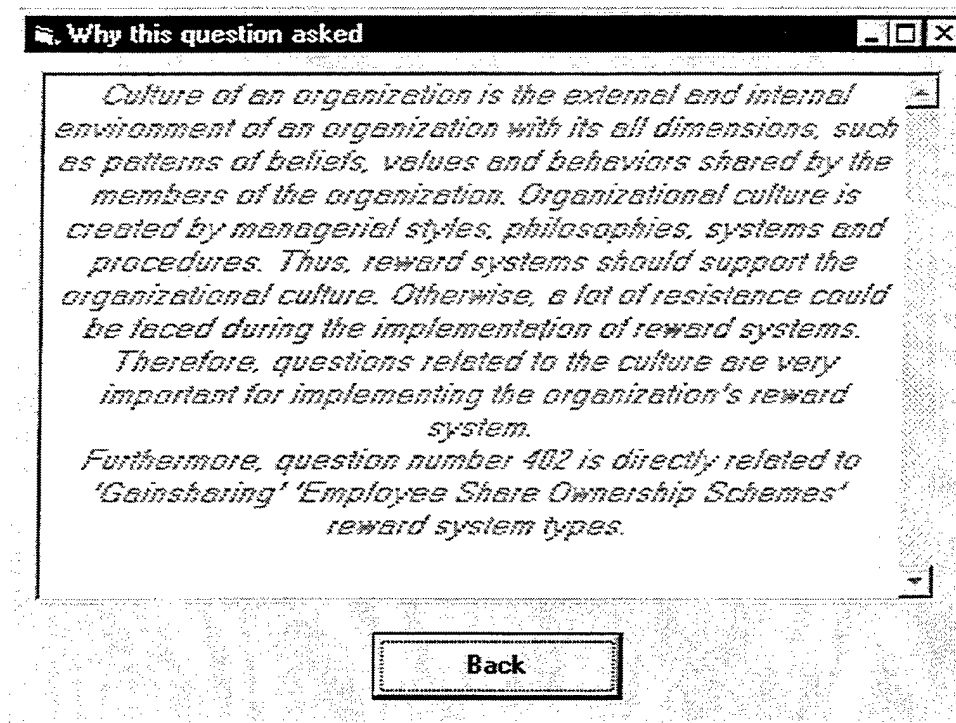 Why this question asked
Culture of an organization is the external and internal
environment of an organization with its all dimensions, such
as patterns of beliefs, values and behaviors shared by the
members of the organization. Organizational culture is
created by managerial styles, philosophies, systems and
procedures. Thus, reward systems should support the
organizational culture. Otherwise, a lot of resistance could
be faced during the implementation of reward systems.
Therefore, questions related to the culture are very
important for implementing the organization's reward
system.
Furthermore, question number 402 is directly related to
'Gainsharing' 'Employee Share Ownership Schemes'
reward system types.
Back